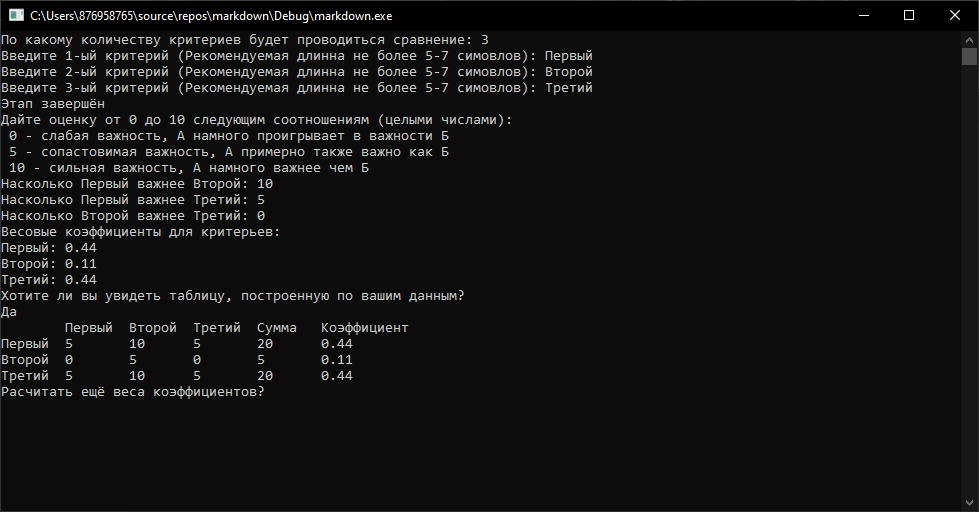 C:\Users\876958765\source\repos\markdown\Debug\markdown.exe
По какому количеству критериев будет проводиться сравнение: 3
Введите 1-ый критерий (Рекомендуемая длинна не более 5-7 симовлов): Первый
Введите 2-ый критерий (Рекомендуемая длинна не более 5-7 симовлов): Второй
Введите 3-ый критерий (Рекомендуемая длинна не более 5-7 симовлов): Третий
Этап завершён
Дайте оценку от 0 до 10 следующим соотношениям (целыми числами):
0 - слабая важность, А намного проигрывает в важности Б
5 - сопастовимая важность, А примерно также важно как Б
10 - сильная важность, А намного важнее чем Б
Насколько Первый важнее Второй: 10
Насколько Первый важнее Третий: 5
Насколько Второй важнее Третий: 0
Весовые коэффициенты для критерьев:
Первый: 0.44
Второй: 0.11
Третий: 0.44
Хотите ли вы увидеть таблицу, построенную по вашим данным?
Да
Первый Второй Третий Сумма Коэффициент
Первый 5 10 5 20 0.44
Второй 0 5 0 5 0.11
Третий 5 10 5 20 0.44
Расчитать ещё веса коэффициентов?